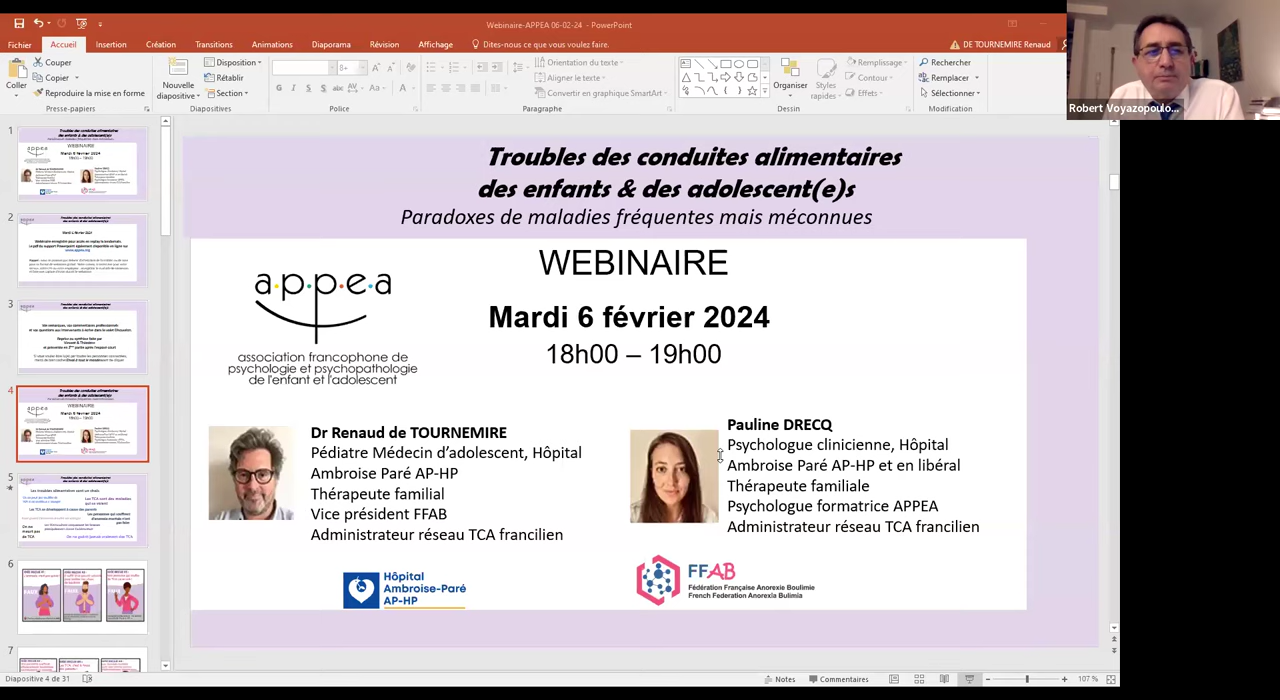 Webinaire-APPEA 06-02-24 - PowerPoint
Fichier
Accueil
Insertion
Création
Transitions
Animations
Diaporama
Révision
Affichage
Dites-nous ce que vous voulez faire.
DE TOURNEMIRE Renaud
Coller
Couper
Copier
Reproduire la mise en forme
Presse-papiers
Nouvelle
diapositive
Disposition
Rétablir
Section
Diapositives
Police
Orientation du texte
Aligner le texte
Convertir en graphique SmartArt
Paragraphe
Organiser
Styles
rapides
Remplissage
Contour
Effets
Dessin
Rechercher
Remplacer
Sélectionner
Modification
Robert Voyazopoulo...
1
2
3
4
5
6
7
Troubles des conduites alimentaires
des enfants & des adolescent(e)s
Paradoxes de maladies fréquentes mais méconnues
WEBINAIRE
Mardi 6 février 2024
18h00 – 19h00
appea
association francophone de
psychologie et psychopathologie
de l'enfant et l'adolescent
Dr Renaud de TOURNEMIRE
Pédiatre Médecin d'adolescent, Hôpital
Ambroise Paré AP-HP
Thérapeute familial
Vice président FFAB
Administrateur réseau TCA francilien
Pauline DRECQ
Psychologue clinicienne, Hôpital
Ambroise Paré AP-HP et en libéral
Thérapeute familiale
Psychologue formatrice APPEA
Administrateur réseau TCA francilien
Hôpital
Ambroise-Paré
AP-HP
FFAB
Fédération Française Anorexie Boulimie
French Federation Anorexia Bulimia
Diapositive 4 de 31
Notes
Commentaires
107 %